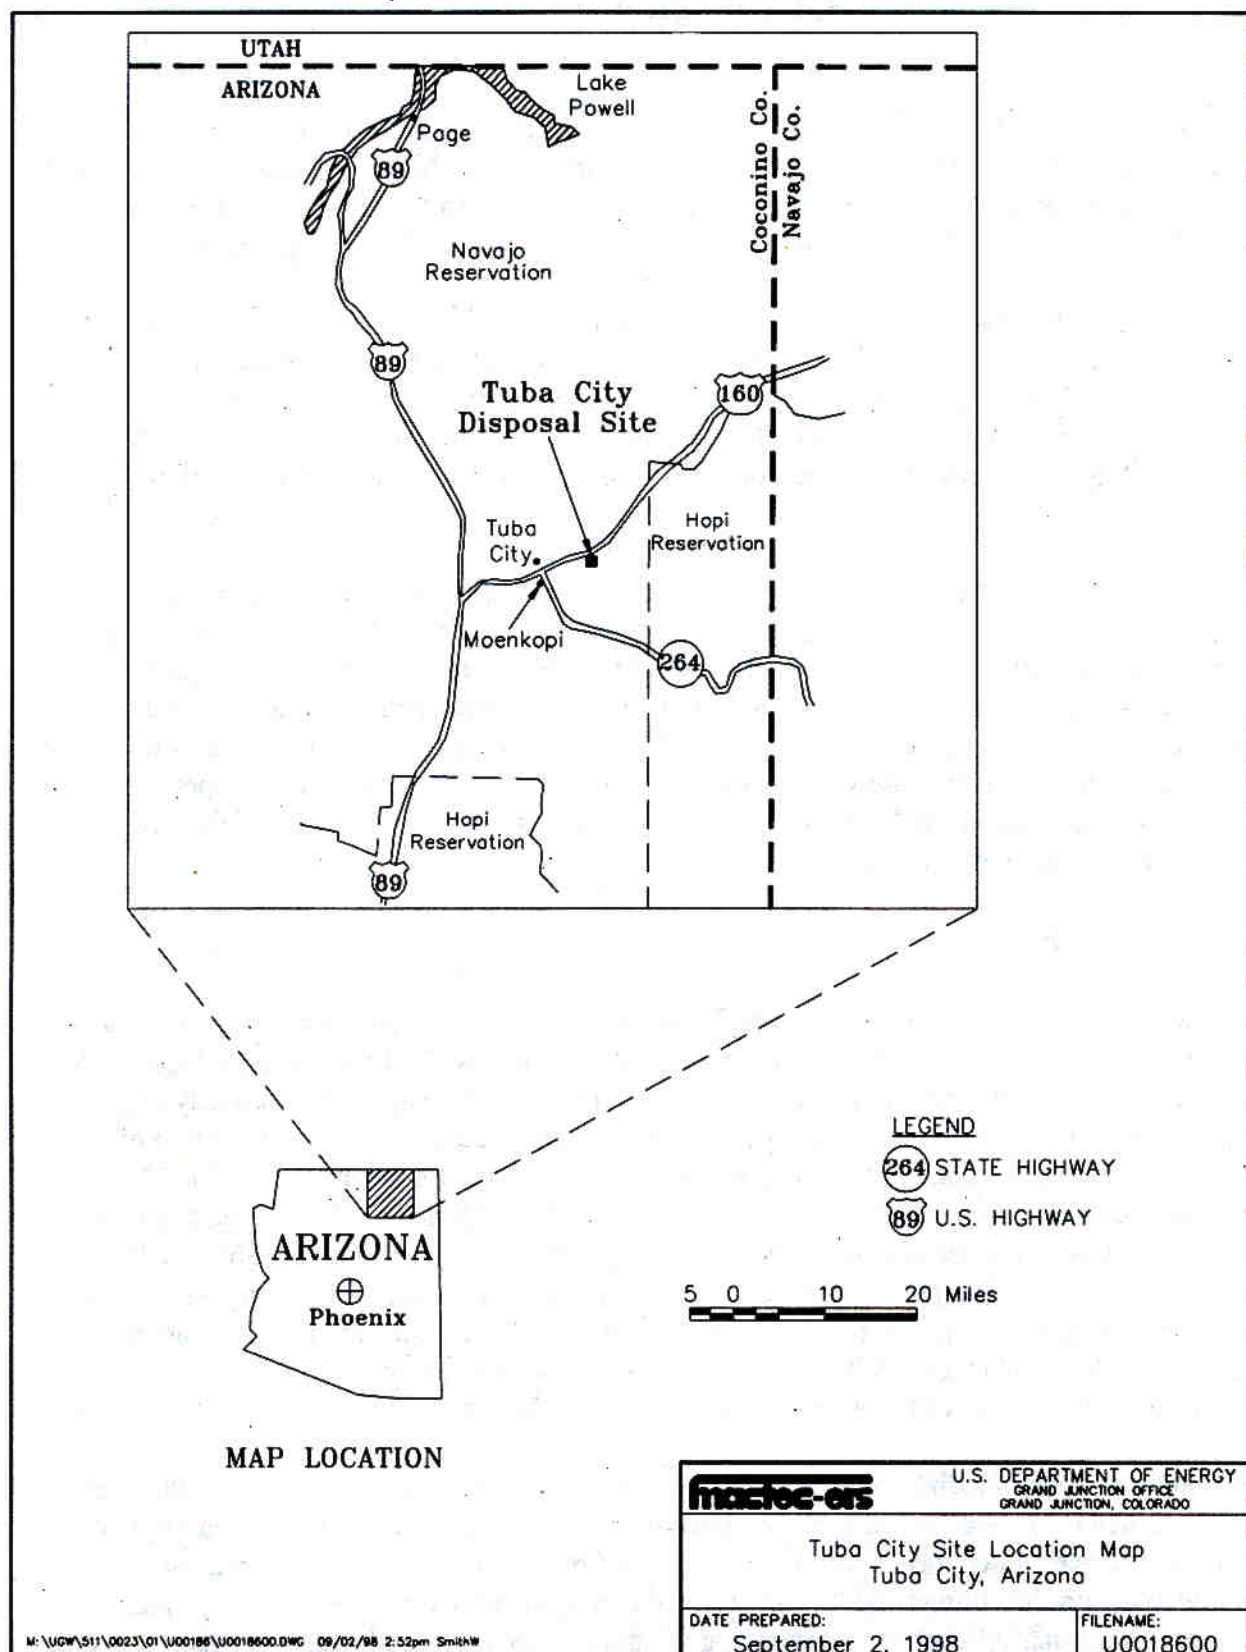 UTAH
ARIZONA
Lake
Powell
Page
89
Coconino Co.
Navajo Co.
Navajo
Reservation
89
Tuba City
Disposal Site
160
Tuba
City
Hopi
Reservation
Moenkopi
264
Hopi
Reservation
89
LEGEND
264 STATE HIGHWAY
89 U.S. HIGHWAY
ARIZONA
Phoenix
5 0 10 20 Miles
MAP LOCATION
mactec-ers
U.S. DEPARTMENT OF ENERGY
GRAND JUNCTION OFFICE
GRAND JUNCTION, COLORADO
Tuba City Site Location Map
Tuba City, Arizona
DATE PREPARED:
September 2, 1998
FILENAME:
U0018600
M:\UGW\511\0023\01\U00186\U0018600.DWG 09/02/98 2:52pm SmithW